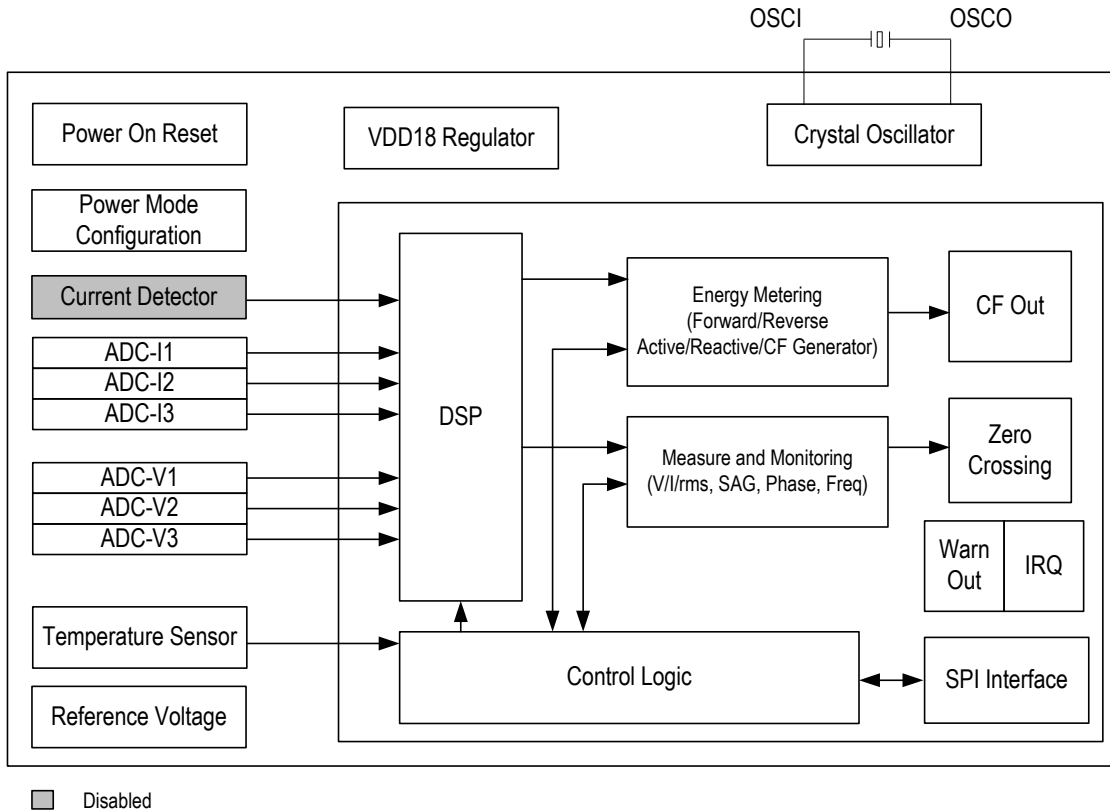 OSCI
OSCO
Power On Reset
VDD18 Regulator
Crystal Oscillator
Power Mode
Configuration
Current Detector
ADC-I1
ADC-I2
ADC-I3
ADC-V1
ADC-V2
ADC-V3
Temperature Sensor
Reference Voltage
DSP
Energy Metering
(Forward/Reverse
Active/Reactive/CF Generator)
CF Out
Measure and Monitoring
(V/I/rms, SAG, Phase, Freq)
Zero
Crossing
Warn
Out
IRQ
Control Logic
SPI Interface
Disabled